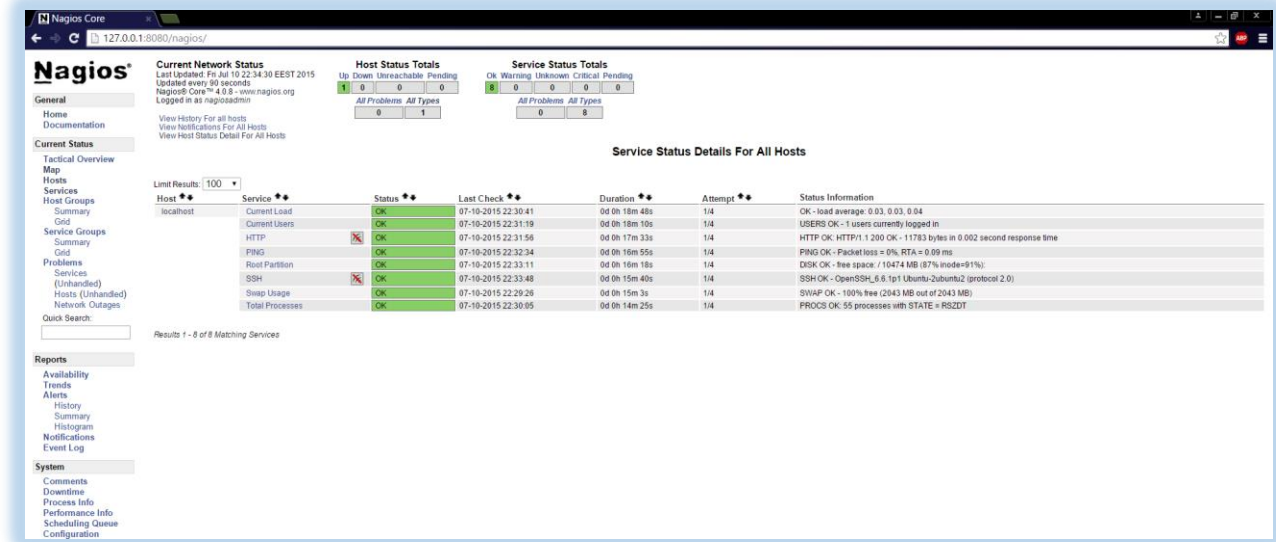 Nagios Core
127.0.0.1:8080/nagios/
ABP
Nagios®
General
Home
Documentation
Current Status
Tactical Overview
Map
Hosts
Services
Host Groups
Summary
Grid
Service Groups
Summary
Grid
Problems
Services
(Unhandled)
Hosts (Unhandled)
Network Outages
Quick Search:
Reports
Availability
Trends
Alerts
History
Summary
Histogram
Notifications
Event Log
System
Comments
Downtime
Process Info
Performance Info
Scheduling Queue
Configuration
Current Network Status
Last Updated: Fri Jul 10 22:34:30 EEST 2015
Updated every 90 seconds
Nagios® Core™ 4.0.8 - www.nagios.org
Logged in as nagiosadmin
View History For all hosts
View Notifications For All Hosts
View Host Status Detail For All Hosts
Host Status Totals
Up Down Unreachable Pending
1 0 0 0
All Problems All Types
0 1
Service Status Totals
Ok Warning Unknown Critical Pending
8 0 0 0 0
All Problems All Types
0 8
Service Status Details For All Hosts
Limit Results: 100
Host Service Status Last Check Duration Attempt Status Information
localhost Current Load OK 07-10-2015 22:30:41 0d 0h 18m 48s 1/4 OK - load average: 0.03, 0.03, 0.04
Current Users OK 07-10-2015 22:31:19 0d 0h 18m 10s 1/4 USERS OK - 1 users currently logged in
HTTP OK 07-10-2015 22:31:56 0d 0h 17m 33s 1/4 HTTP OK: HTTP/1.1 200 OK - 11783 bytes in 0.002 second response time
PING OK 07-10-2015 22:32:34 0d 0h 16m 55s 1/4 PING OK - Packet loss = 0%, RTA = 0.09 ms
Root Partition OK 07-10-2015 22:33:11 0d 0h 16m 18s 1/4 DISK OK - free space: / 10474 MB (87% inode=91%):
SSH OK 07-10-2015 22:33:48 0d 0h 15m 40s 1/4 SSH OK - OpenSSH_6.6.1p1 Ubuntu-2ubuntu2 (protocol 2.0)
Swap Usage OK 07-10-2015 22:29:26 0d 0h 15m 3s 1/4 SWAP OK - 100% free (2043 MB out of 2043 MB)
Total Processes OK 07-10-2015 22:30:05 0d 0h 14m 25s 1/4 PROCS OK: 55 processes with STATE = RSZDT
Results 1 - 8 of 8 Matching Services